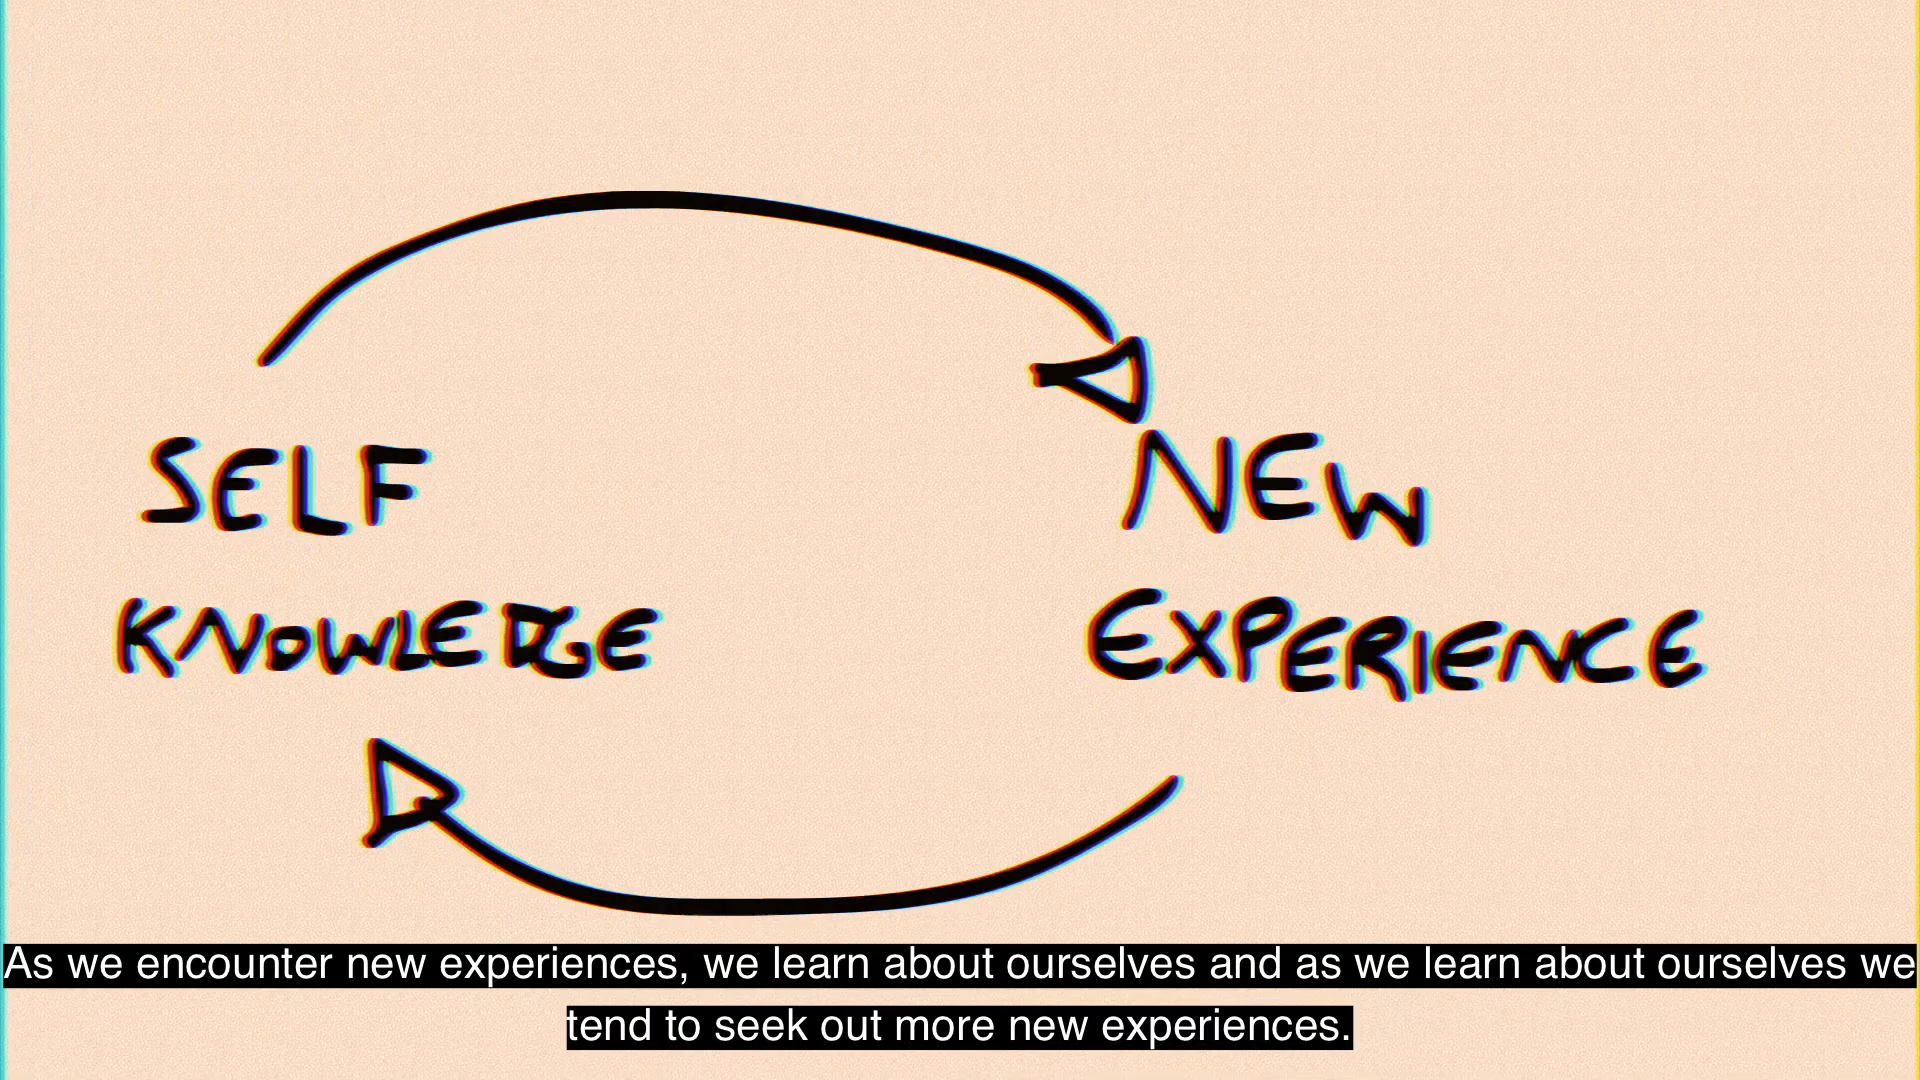 SELF
KNOWLEDGE
NEW
EXPERIENCE
As we encounter new experiences, we learn about ourselves and as we learn about ourselves we
tend to seek out more new experiences.